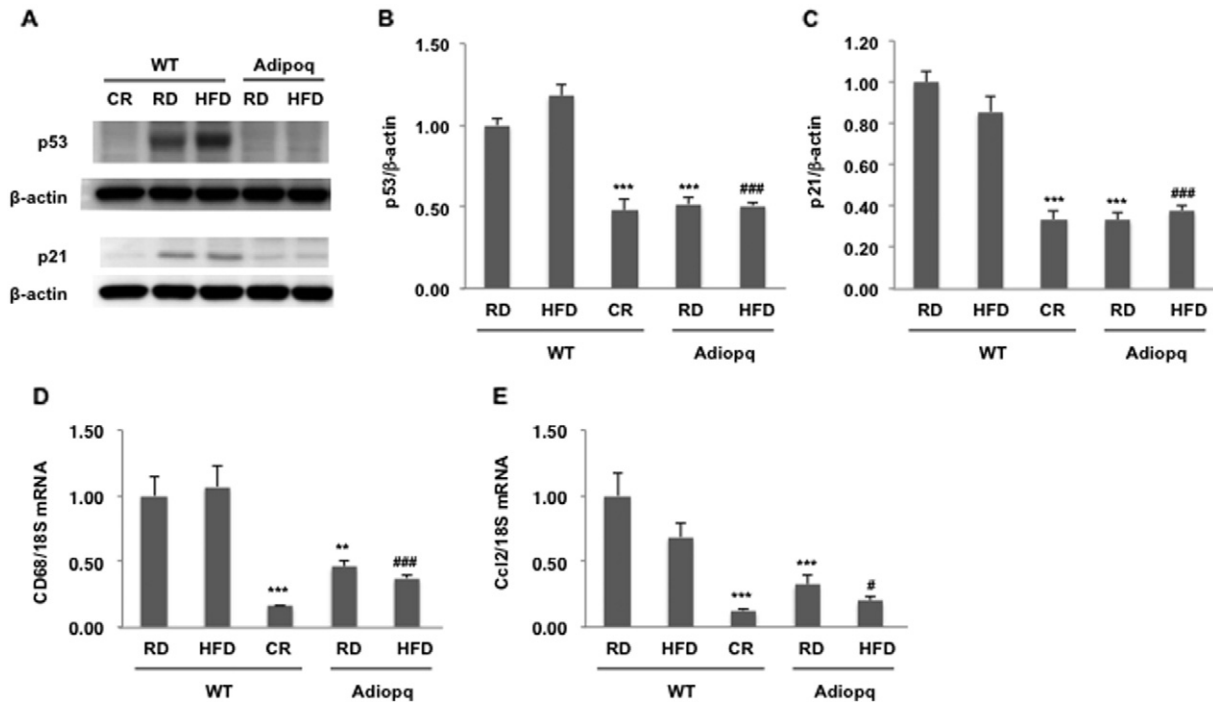 A
WT Adipoq
CR RD HFD RD HFD
p53
β-actin
p21
β-actin
B
p53/β-actin
1.50
1.00
0.50
0.00
*** *** ###
RD HFD CR RD HFD
WT Adiopq
C
p21/β-actin
1.20
1.00
0.80
0.60
0.40
0.20
0.00
*** *** ###
RD HFD CR RD HFD
WT Adiopq
D
CD68/18S mRNA
1.50
1.00
0.50
0.00
*** ** ###
RD HFD CR RD HFD
WT Adiopq
E
Ccl2/18S mRNA
1.50
1.00
0.50
0.00
*** *** #
RD HFD CR RD HFD
WT Adiopq